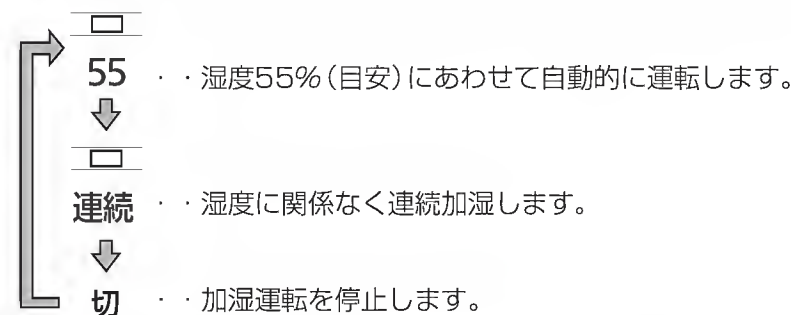 55 ・・湿度55%(目安)にあわせて自動的に運転します。
連続 ・・湿度に関係なく連続加湿します。
切 ・・加湿運転を停止します。